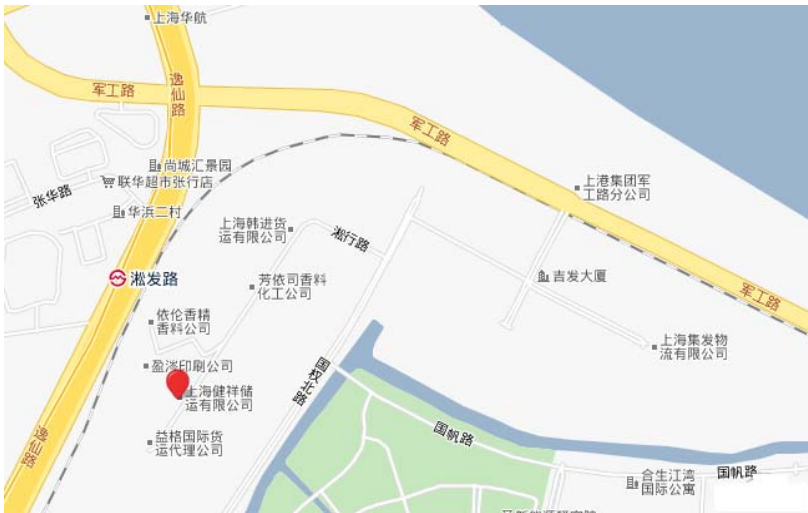 上海华航
逸仙路
军工路
军工路
尚城汇景园
联华超市张行店
张华路
华浜二村
上港集团军
工路分公司
上海韩进货
运有限公司
淞行路
淞发路
芳依司香料
化工公司
吉发大厦
军工路
依伦香精
香料公司
上海集发物
流有限公司
盈泼印刷公司
国权北路
上海健祥储
运有限公司
逸仙路
益格国际货
运代理公司
国帆路
合生江湾
国际公寓
国帆路